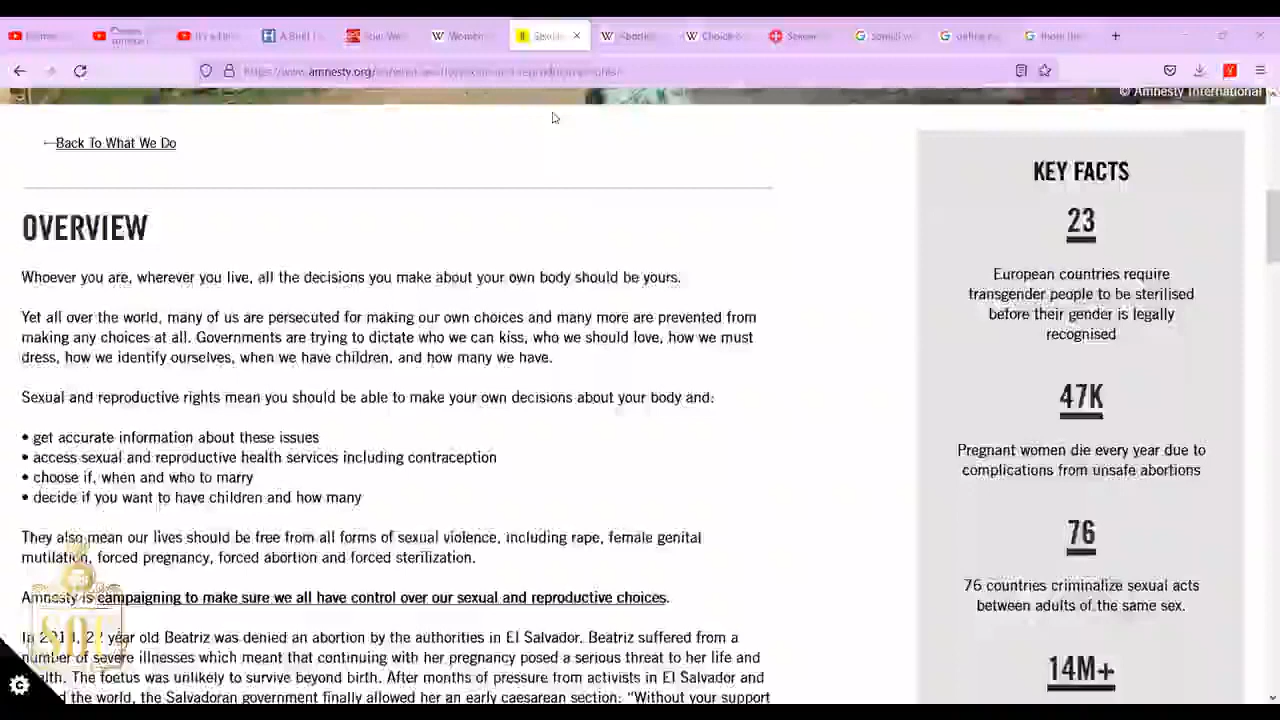 A Brief
Women
Abortio
Choice
https://www.amnesty.org/
© Amnesty International
←Back To What We Do
OVERVIEW
Whoever you are, wherever you live, all the decisions you make about your own body should be yours.
Yet all over the world, many of us are persecuted for making our own choices and many more are prevented from
making any choices at all. Governments are trying to dictate who we can kiss, who we should love, how we must
dress, how we identify ourselves, when we have children, and how many we have.
Sexual and reproductive rights mean you should be able to make your own decisions about your body and:
• get accurate information about these issues
• access sexual and reproductive health services including contraception
• choose if, when and who to marry
• decide if you want to have children and how many
They also mean our lives should be free from all forms of sexual violence, including rape, female genital
mutilation, forced pregnancy, forced abortion and forced sterilization.
Amnesty is campaigning to make sure we all have control over our sexual and reproductive choices.
In year old Beatriz was denied an abortion by the authorities in El Salvador. Beatriz suffered from a
number of severe illnesses which meant that continuing with her pregnancy posed a serious threat to her life and
The foetus was unlikely to survive beyond birth. After months of pressure from activists in El Salvador and
the world, the Salvadoran government finally allowed her an early caesarean section: "Without your support
SOF
KEY FACTS
23
European countries require
transgender people to be sterilised
before their gender is legally
recognised
47K
Pregnant women die every year due to
complications from unsafe abortions
76
76 countries criminalize sexual acts
between adults of the same sex.
14M+